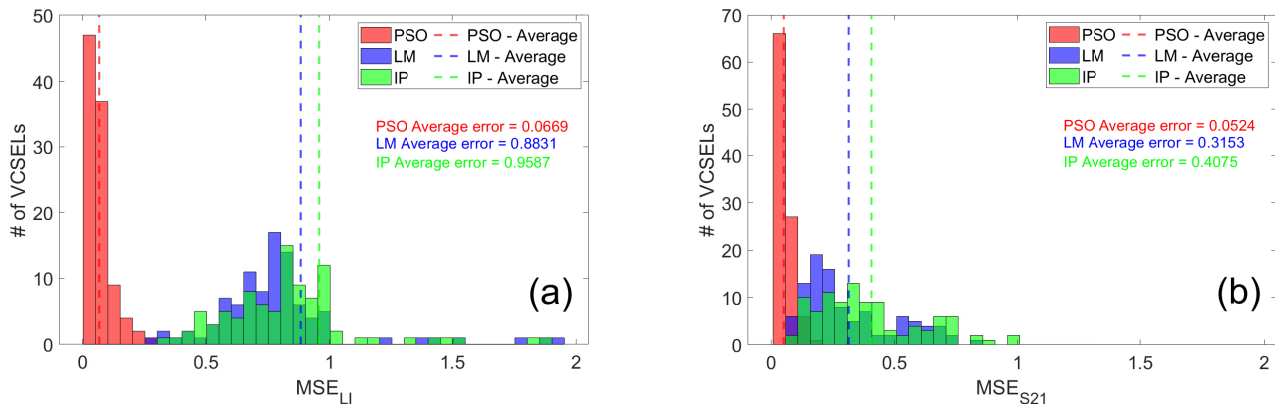 50
40
30
20
10
0
# of VCSELs
0 0.5 1 1.5 2
MSE_LI
PSO PSO - Average
LM LM - Average
IP IP - Average
PSO Average error = 0.0669
LM Average error = 0.8831
IP Average error = 0.9587
(a)
70
60
50
40
30
20
10
0
# of VCSELs
0 0.5 1 1.5 2
MSE_S21
PSO PSO - Average
LM LM - Average
IP IP - Average
PSO Average error = 0.0524
LM Average error = 0.3153
IP Average error = 0.4075
(b)